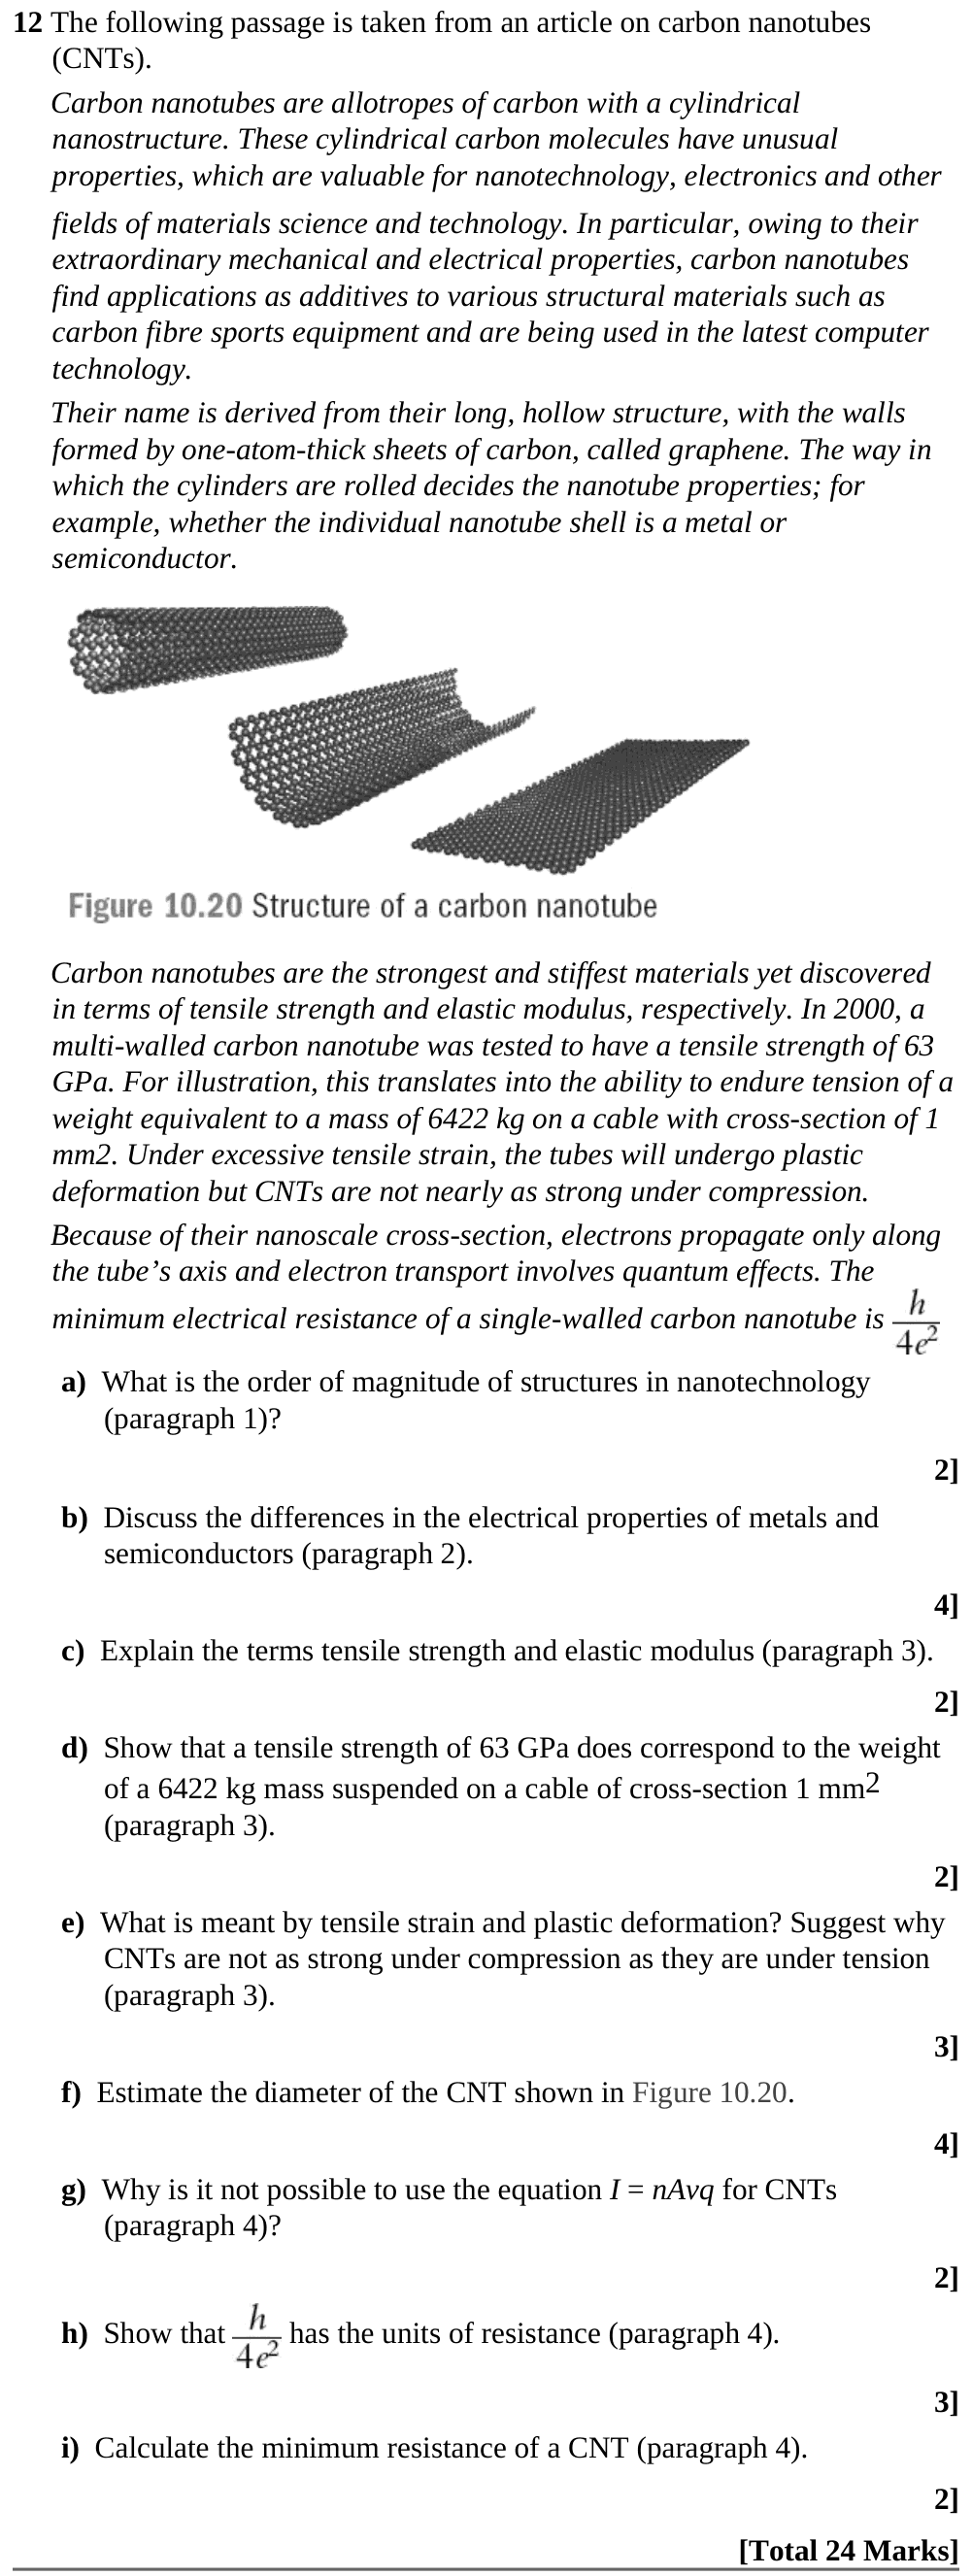 12 The following passage is taken from an article on carbon nanotubes
(CNTs).
Carbon nanotubes are allotropes of carbon with a cylindrical
nanostructure. These cylindrical carbon molecules have unusual
properties, which are valuable for nanotechnology, electronics and other
fields of materials science and technology. In particular, owing to their
extraordinary mechanical and electrical properties, carbon nanotubes
find applications as additives to various structural materials such as
carbon fibre sports equipment and are being used in the latest computer
technology.
Their name is derived from their long, hollow structure, with the walls
formed by one-atom-thick sheets of carbon, called graphene. The way in
which the cylinders are rolled decides the nanotube properties; for
example, whether the individual nanotube shell is a metal or
semiconductor.
Figure 10.20 Structure of a carbon nanotube
Carbon nanotubes are the strongest and stiffest materials yet discovered
in terms of tensile strength and elastic modulus, respectively. In 2000, a
multi-walled carbon nanotube was tested to have a tensile strength of 63
GPa. For illustration, this translates into the ability to endure tension of a
weight equivalent to a mass of 6422 kg on a cable with cross-section of 1
mm2. Under excessive tensile strain, the tubes will undergo plastic
deformation but CNTs are not nearly as strong under compression.
Because of their nanoscale cross-section, electrons propagate only along
the tube’s axis and electron transport involves quantum effects. The
minimum electrical resistance of a single-walled carbon nanotube is h/4e²
a) What is the order of magnitude of structures in nanotechnology
(paragraph 1)?
2]
b) Discuss the differences in the electrical properties of metals and
semiconductors (paragraph 2).
4]
c) Explain the terms tensile strength and elastic modulus (paragraph 3).
2]
d) Show that a tensile strength of 63 GPa does correspond to the weight
of a 6422 kg mass suspended on a cable of cross-section 1 mm²
(paragraph 3).
2]
e) What is meant by tensile strain and plastic deformation? Suggest why
CNTs are not as strong under compression as they are under tension
(paragraph 3).
3]
f) Estimate the diameter of the CNT shown in Figure 10.20.
4]
g) Why is it not possible to use the equation I = nAvq for CNTs
(paragraph 4)?
2]
h) Show that h/4e² has the units of resistance (paragraph 4).
3]
i) Calculate the minimum resistance of a CNT (paragraph 4).
2]
[Total 24 Marks]